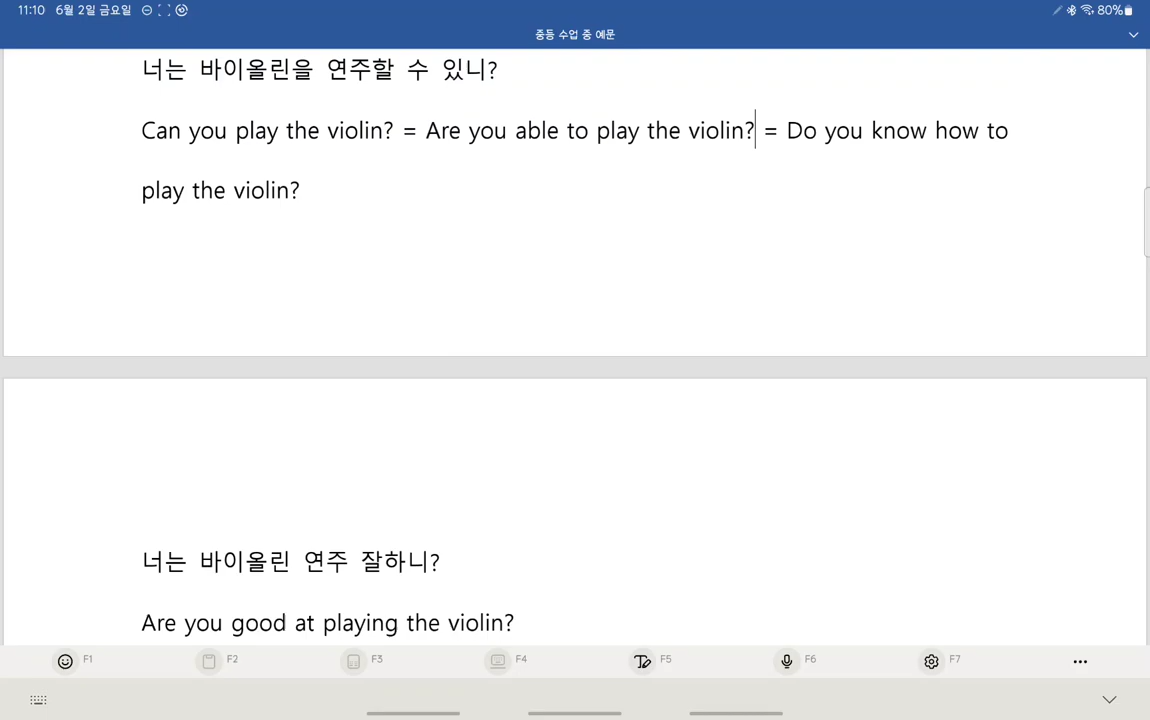 11:10 6월 2일 금요일 80%
중등 수업 중 예문
너는 바이올린을 연주할 수 있니?
Can you play the violin? = Are you able to play the violin? = Do you know how to
play the violin?
너는 바이올린 연주 잘하니?
Are you good at playing the violin?
F1 F2 F3 F4 F5 F6 F7